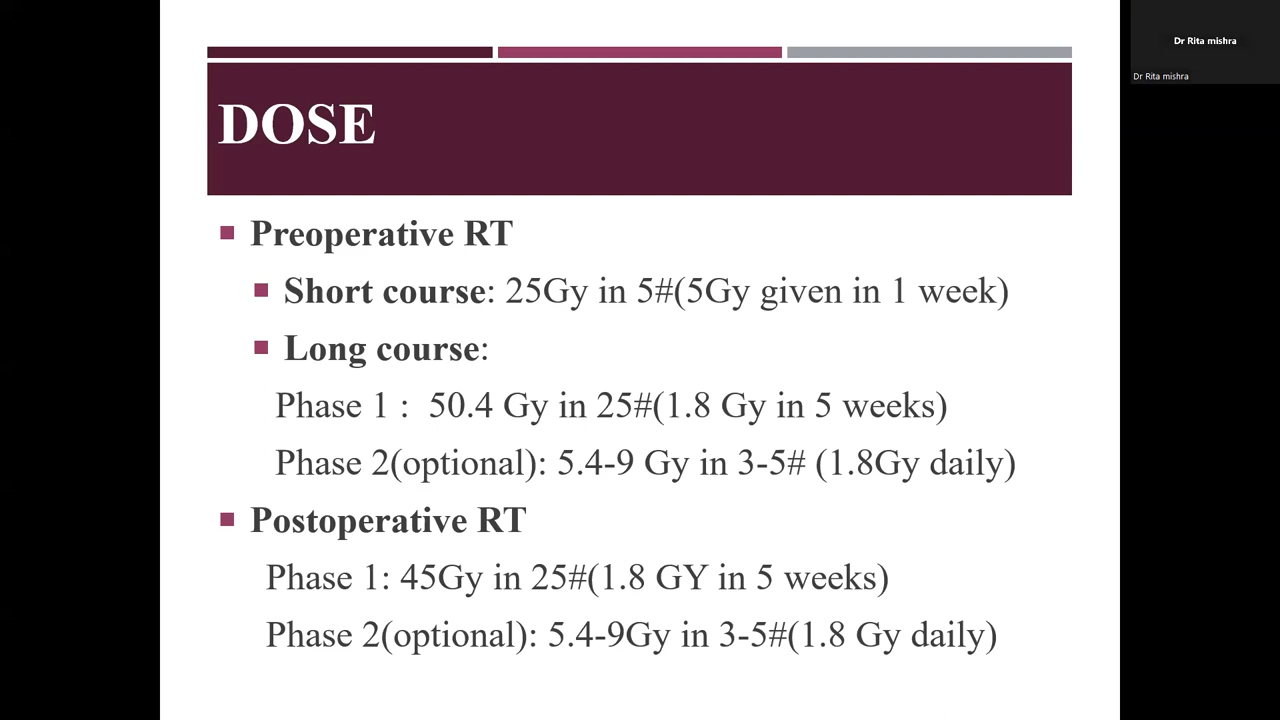 DOSE
Preoperative RT
Short course: 25Gy in 5#(5Gy given in 1 week)
Long course:
Phase 1 :  50.4 Gy in 25#(1.8 Gy in 5 weeks)
Phase 2(optional): 5.4-9 Gy in 3-5# (1.8Gy daily)
Postoperative RT
Phase 1: 45Gy in 25#(1.8 GY in 5 weeks)
Phase 2(optional): 5.4-9Gy in 3-5#(1.8 Gy daily)
Dr Rita mishra
Dr Rita mishra